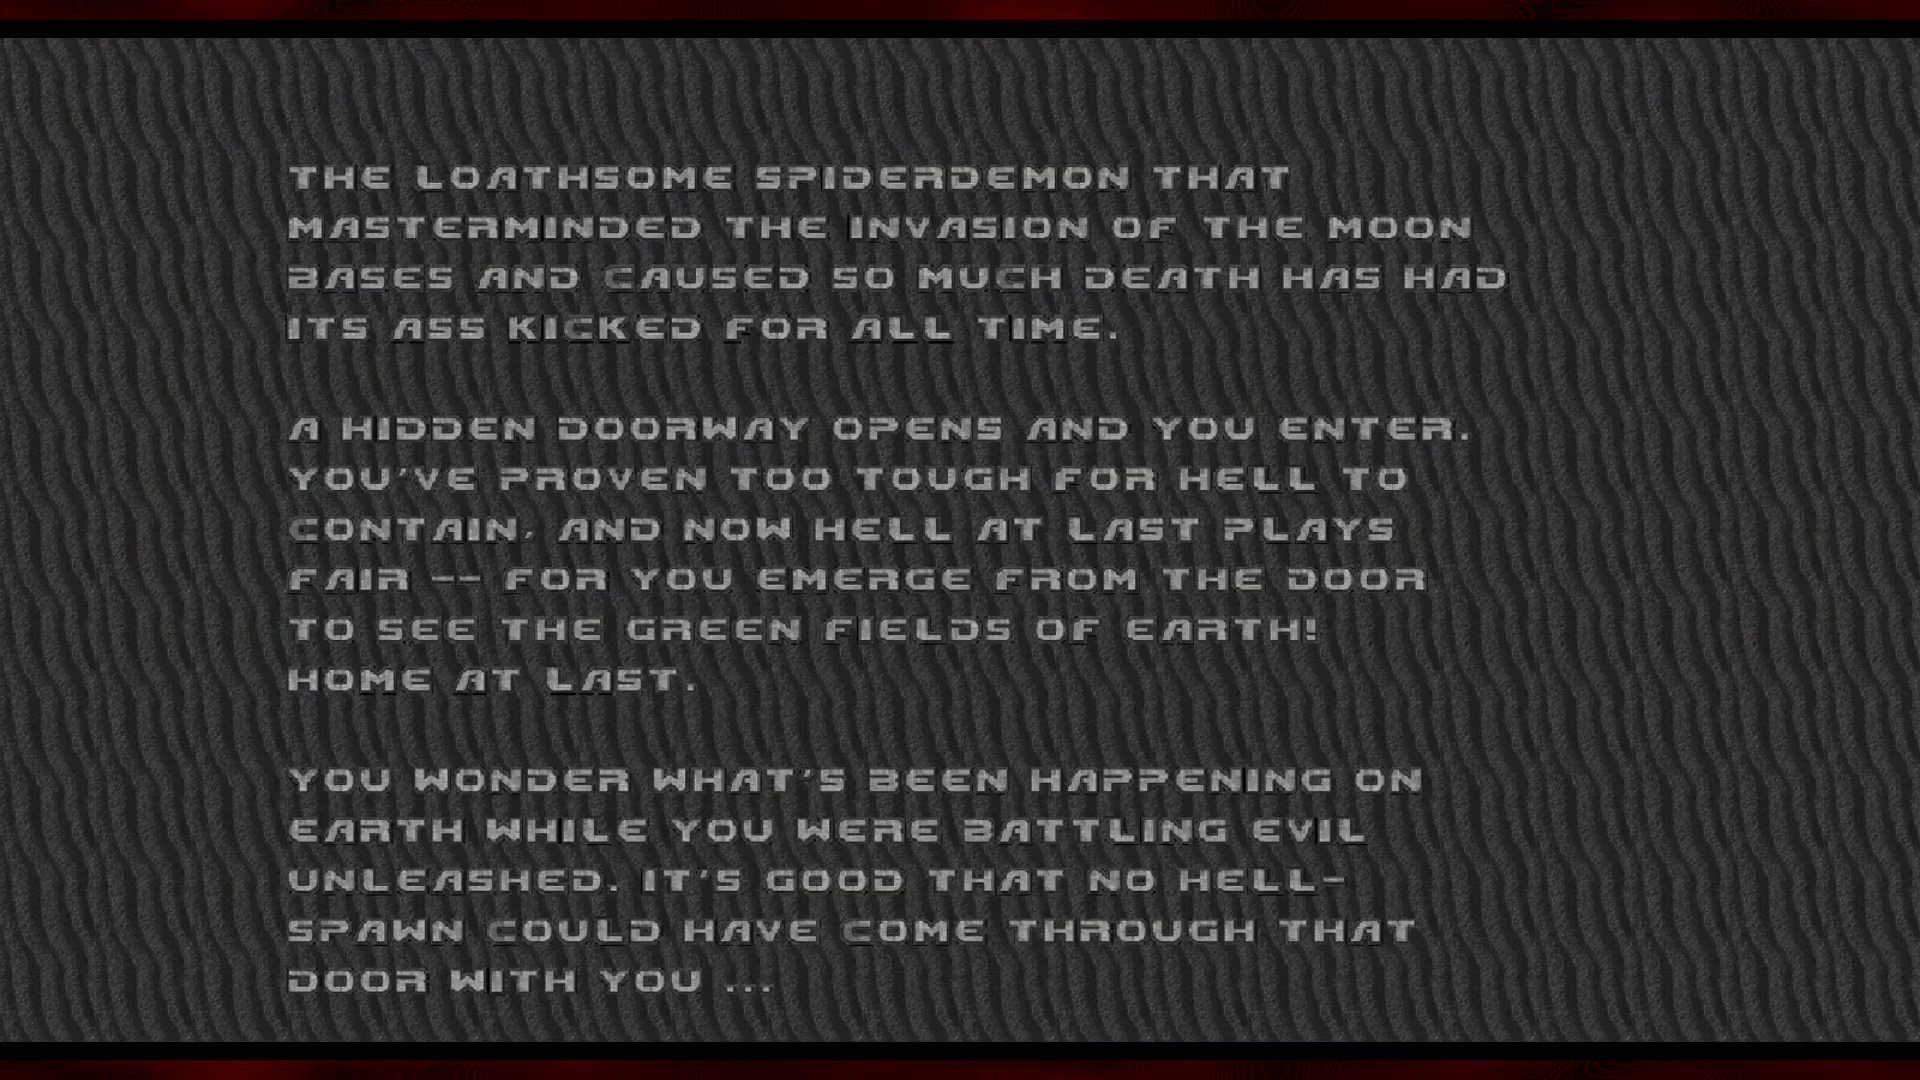 THE LOATHSOME SPIDERDEMON THAT
MASTERMINDED THE INVASION OF THE MOON
BASES AND CAUSED SO MUCH DEATH HAS HAD
ITS ASS KICKED FOR ALL TIME.
A HIDDEN DOORWAY OPENS AND YOU ENTER.
YOU'VE PROVEN TOO TOUGH FOR HELL TO
CONTAIN, AND NOW HELL AT LAST PLAYS
FAIR -- FOR YOU EMERGE FROM THE DOOR
TO SEE THE GREEN FIELDS OF EARTH!
HOME AT LAST.
YOU WONDER WHAT'S BEEN HAPPENING ON
EARTH WHILE YOU WERE BATTLING EVIL
UNLEASHED. IT'S GOOD THAT NO HELL-
SPAWN COULD HAVE COME THROUGH THAT
DOOR WITH YOU ...